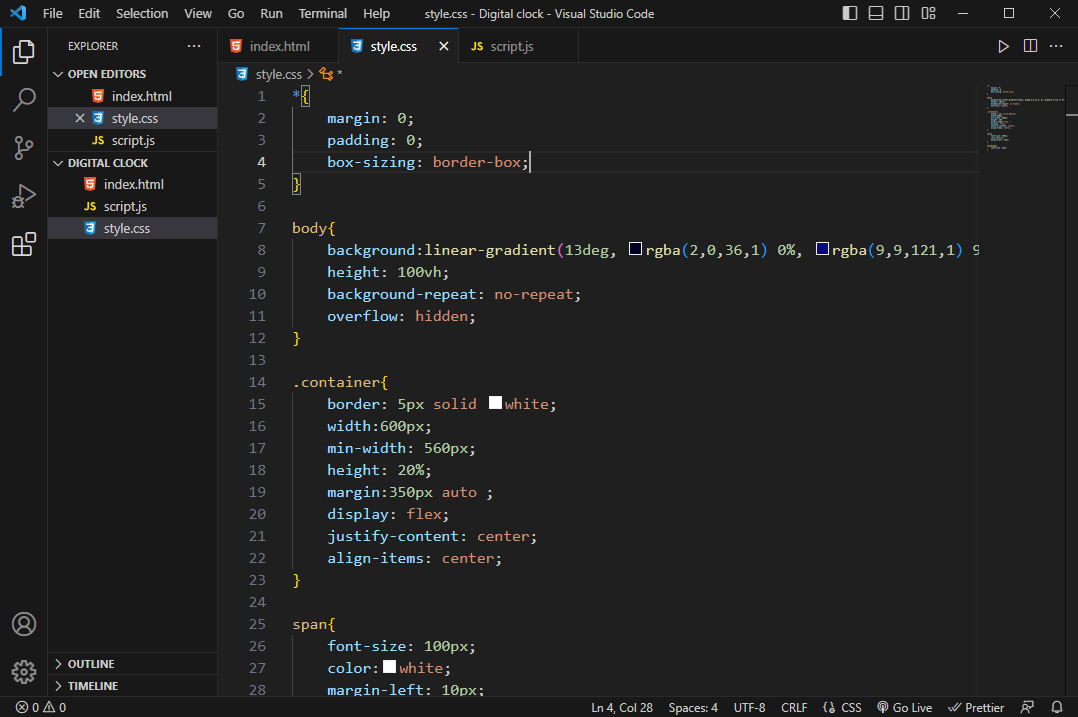 File Edit Selection View Go Run Terminal Help style.css - Digital clock - Visual Studio Code
EXPLORER
OPEN EDITORS
index.html
style.css
JS script.js
DIGITAL CLOCK
index.html
JS script.js
style.css
OUTLINE
TIMELINE
index.html style.css JS script.js
style.css > *
1 *{
2 margin: 0;
3 padding: 0;
4 box-sizing: border-box;
5 }
6
7 body{
8 background:linear-gradient(13deg, rgba(2,0,36,1) 0%, rgba(9,9,121,1) 9
9 height: 100vh;
10 background-repeat: no-repeat;
11 overflow: hidden;
12 }
13
14 .container{
15 border: 5px solid white;
16 width:600px;
17 min-width: 560px;
18 height: 20%;
19 margin:350px auto ;
20 display: flex;
21 justify-content: center;
22 align-items: center;
23 }
24
25 span{
26 font-size: 100px;
27 color: white;
28 margin-left: 10px;
0 0 Ln 4, Col 28 Spaces: 4 UTF-8 CRLF {} CSS Go Live Prettier